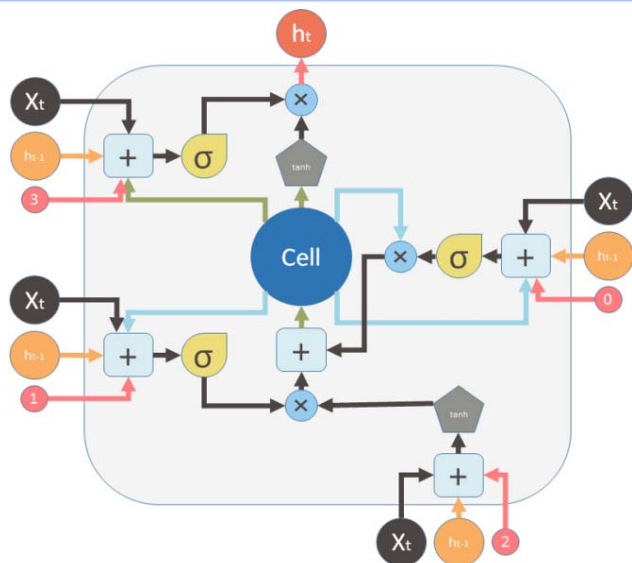 ht
Xt
×
ht-1
+
σ
tanh
3
Xt
Cell
×
σ
+
ht-1
0
Xt
ht-1
+
σ
+
1
×
tanh
+
Xt
ht-1
2